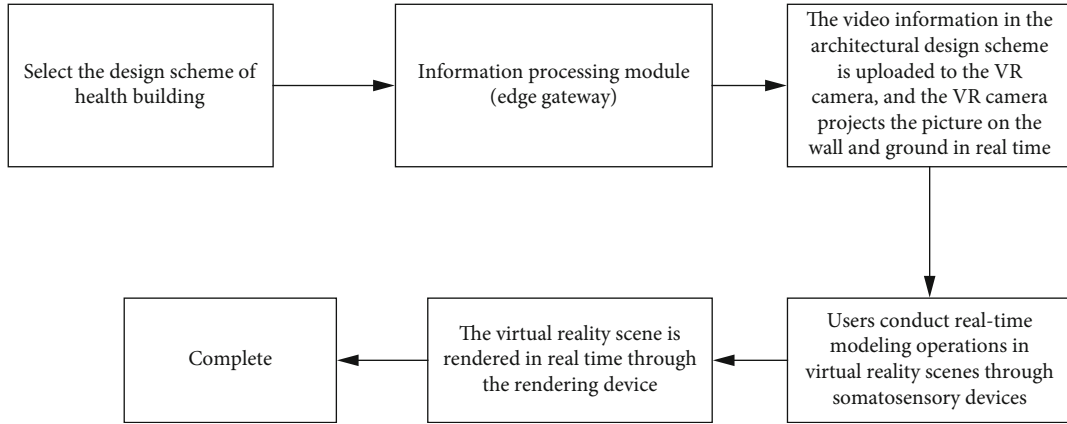 Select the design scheme of
health building
Information processing module
(edge gateway)
The video information in the
architectural design scheme
is uploaded to the VR
camera, and the VR camera
projects the picture on the
wall and ground in real time
Users conduct real-time
modeling operations in
virtual reality scenes through
somatosensory devices
The virtual reality scene is
rendered in real time through
the rendering device
Complete